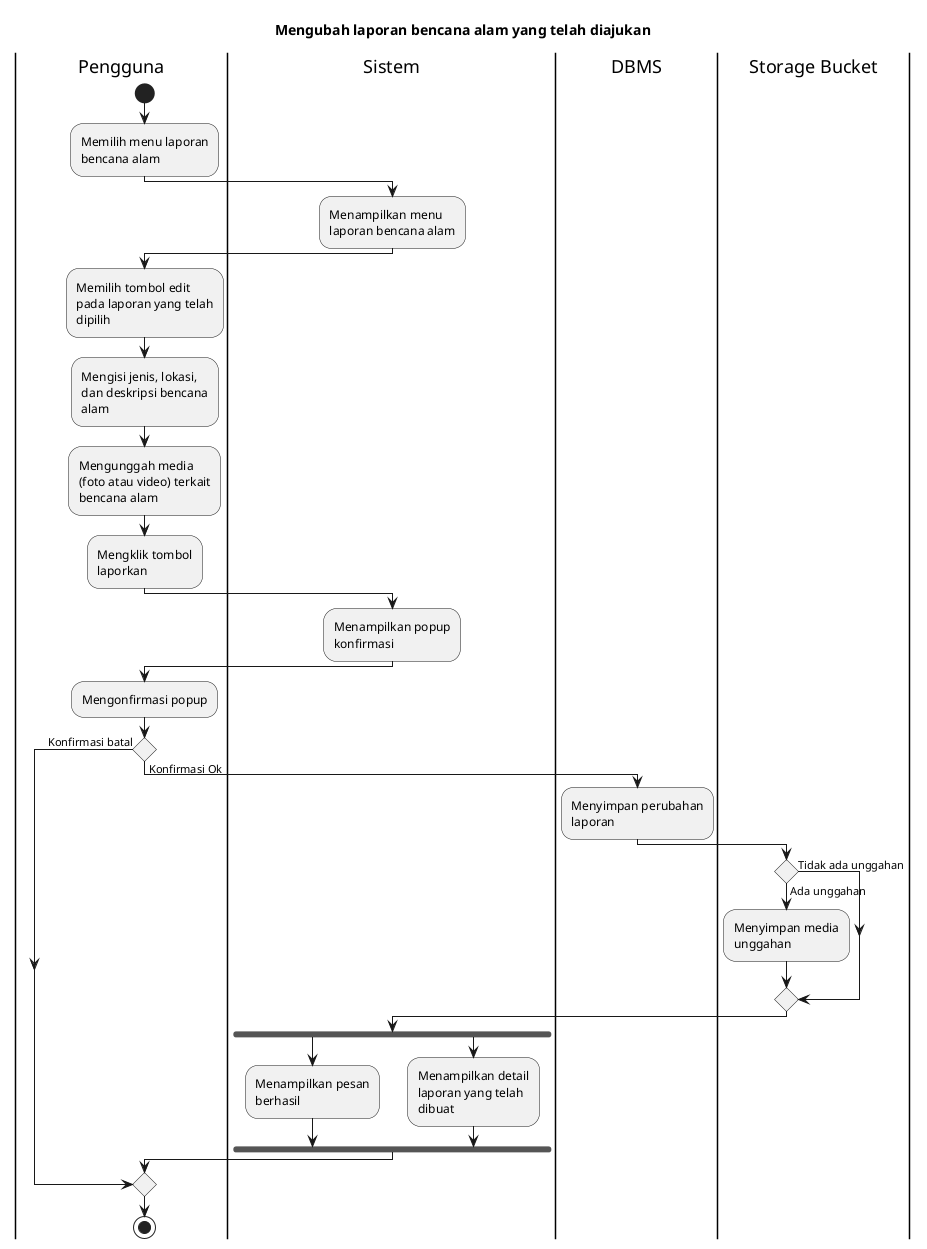 Mengubah laporan bencana alam yang telah diajukan
Pengguna
Sistem
DBMS
Storage Bucket
Memilih menu laporan
bencana alam
Menampilkan menu
laporan bencana alam
Memilih tombol edit
pada laporan yang telah
dipilih
Mengisi jenis, lokasi,
dan deskripsi bencana
alam
Mengunggah media
(foto atau video) terkait
bencana alam
Mengklik tombol
laporkan
Menampilkan popup
konfirmasi
Mengonfirmasi popup
Konfirmasi batal
Konfirmasi Ok
Menyimpan perubahan
laporan
Tidak ada unggahan
Ada unggahan
Menyimpan media
unggahan
Menampilkan pesan
berhasil
Menampilkan detail
laporan yang telah
dibuat